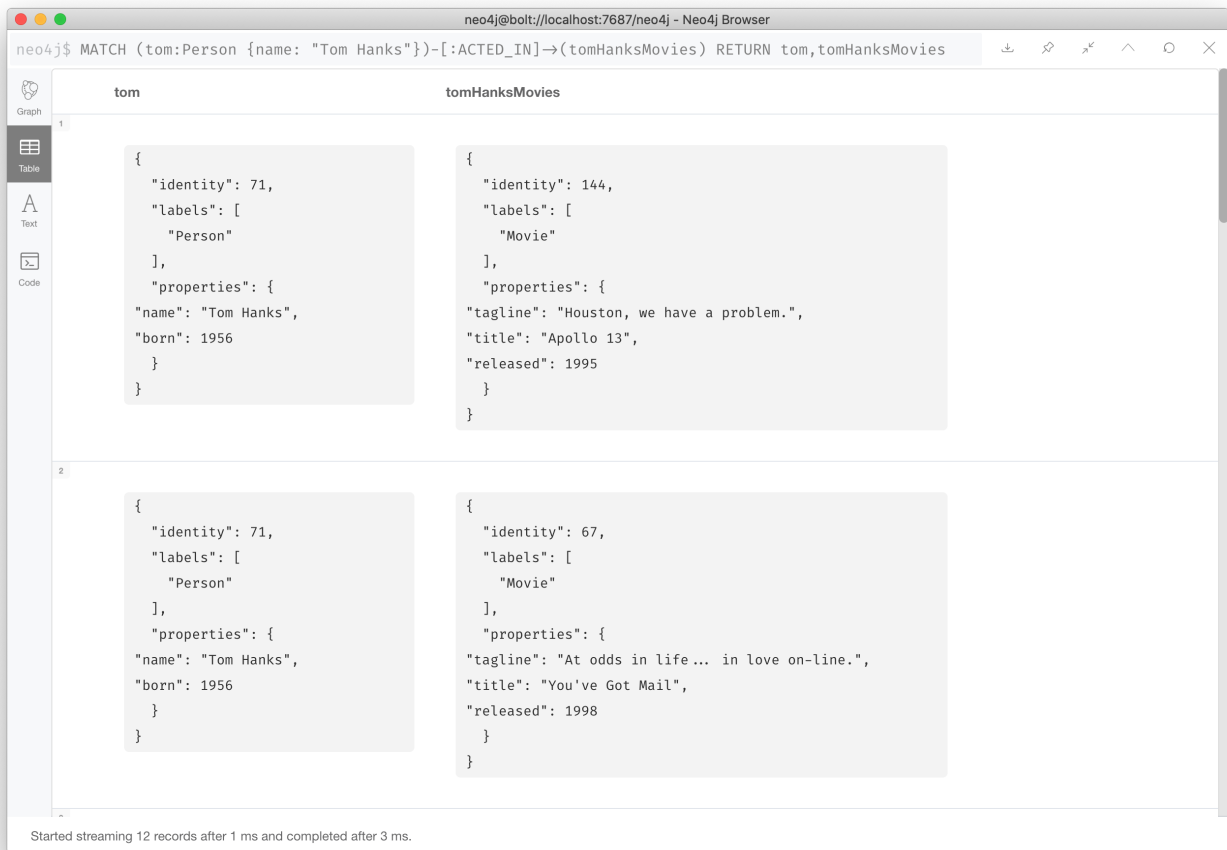 neo4j@bolt://localhost:7687/neo4j - Neo4j Browser
neo4j$ MATCH (tom:Person {name: "Tom Hanks"})-[:ACTED_IN]→(tomHanksMovies) RETURN tom,tomHanksMovies
Graph
Table
Text
Code
tom
tomHanksMovies
1
{
"identity": 71,
"labels": [
"Person"
],
"properties": {
"name": "Tom Hanks",
"born": 1956
}
}
{
"identity": 144,
"labels": [
"Movie"
],
"properties": {
"tagline": "Houston, we have a problem.",
"title": "Apollo 13",
"released": 1995
}
}
2
{
"identity": 71,
"labels": [
"Person"
],
"properties": {
"name": "Tom Hanks",
"born": 1956
}
}
{
"identity": 67,
"labels": [
"Movie"
],
"properties": {
"tagline": "At odds in life... in love on-line.",
"title": "You've Got Mail",
"released": 1998
}
}
Started streaming 12 records after 1 ms and completed after 3 ms.